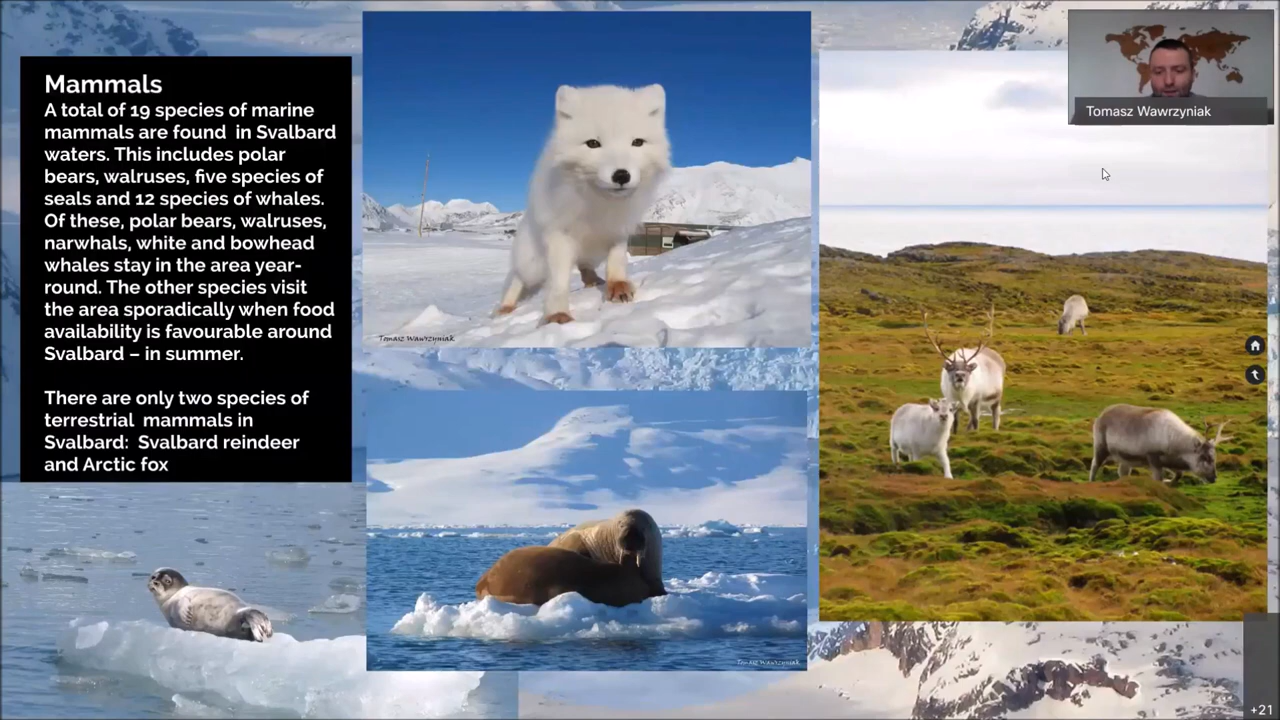 Mammals
A total of 19 species of marine
mammals are found in Svalbard
waters. This includes polar
bears, walruses, five species of
seals and 12 species of whales.
Of these, polar bears, walruses,
narwhals, white and bowhead
whales stay in the area year-
round. The other species visit
the area sporadically when food
availability is favourable around
Svalbard – in summer.
There are only two species of
terrestrial mammals in
Svalbard: Svalbard reindeer
and Arctic fox
Tomasz Wawrzyniak
Tomasz Wawrzyniak
Tomasz Wawrzyniak
+21